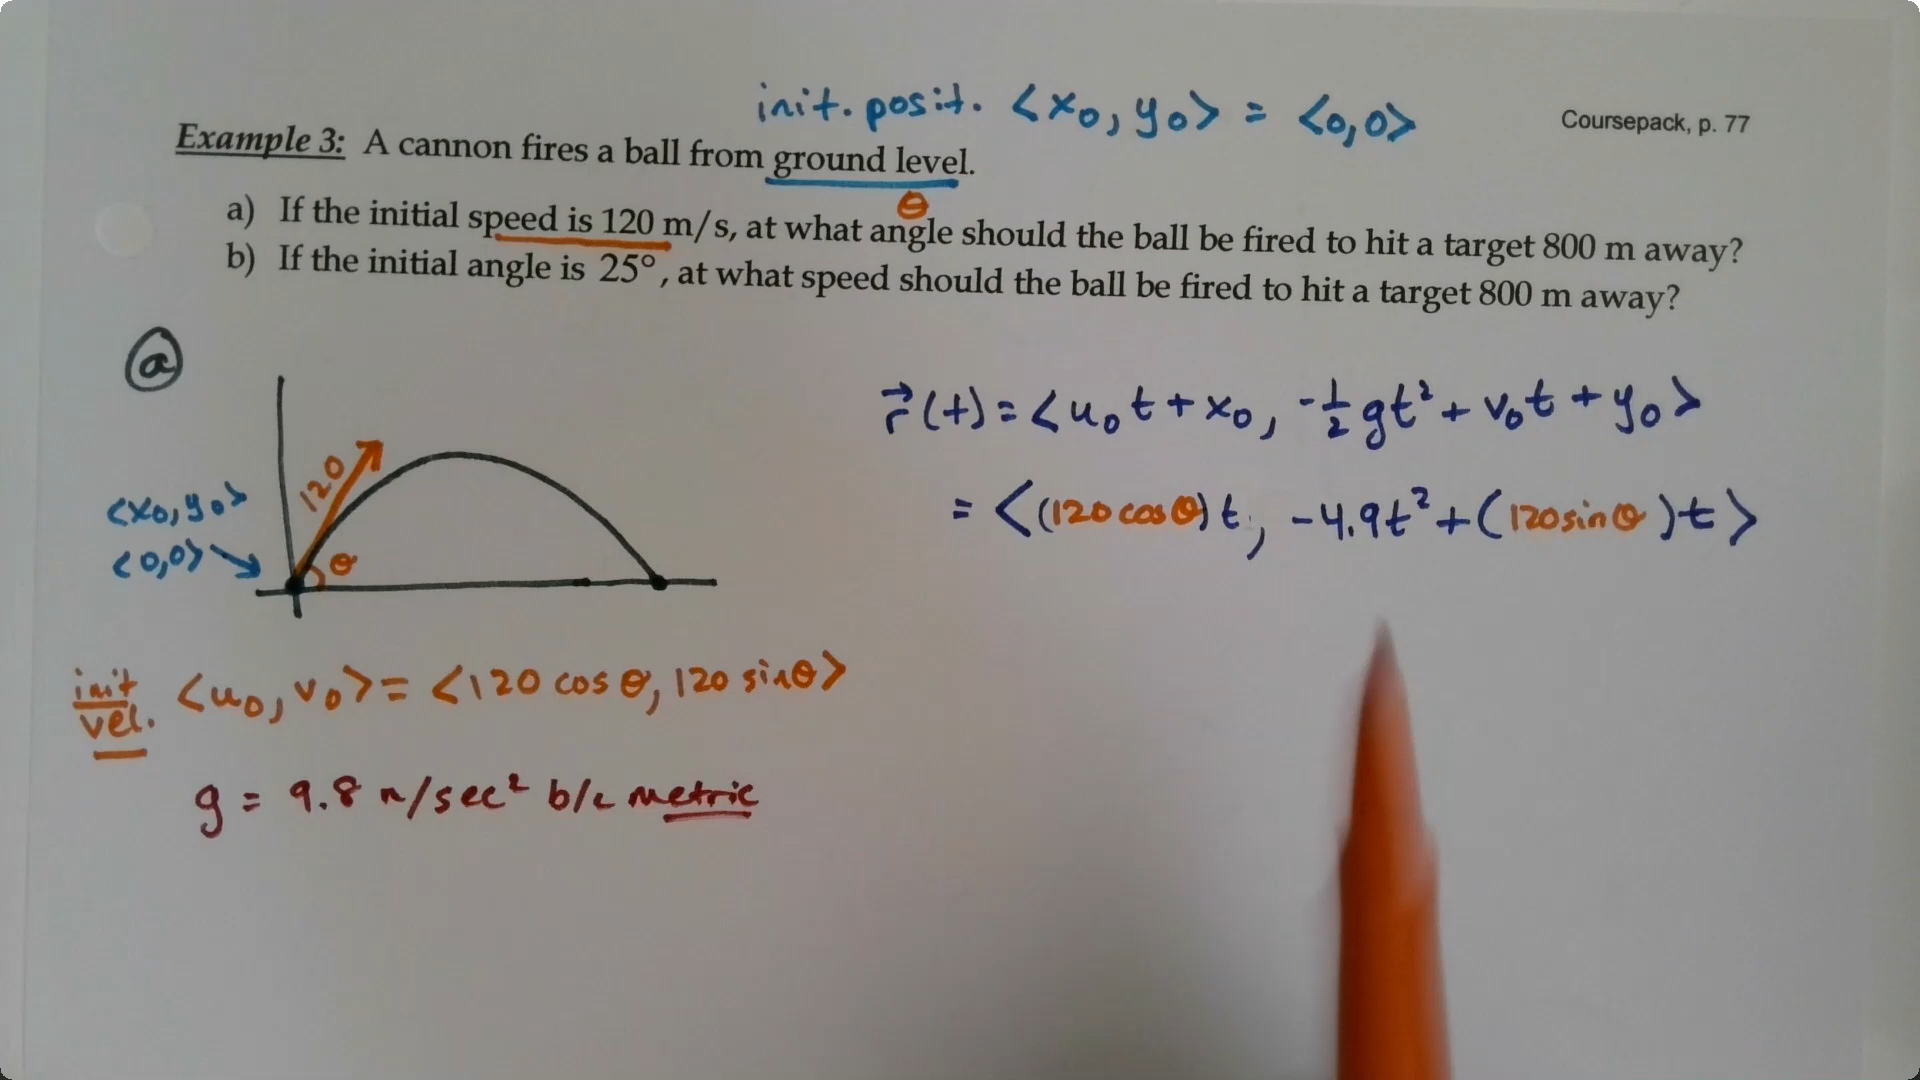 init. posit. <x₀, y₀> = <0,0>
Coursepack, p. 77
Example 3: A cannon fires a ball from ground level.
θ
a) If the initial speed is 120 m/s, at what angle should the ball be fired to hit a target 800 m away?
b) If the initial angle is 25°, at what speed should the ball be fired to hit a target 800 m away?
a
r⃗(t) = <u₀t + x₀, -½gt² + v₀t + y₀>
= <(120 cos θ)t, -4.9t² + (120 sin θ)t>
120
<x₀, y₀>
<0,0>
θ
init vel. <u₀, v₀> = <120 cos θ, 120 sin θ>
g = 9.8 m/sec² b/c metric